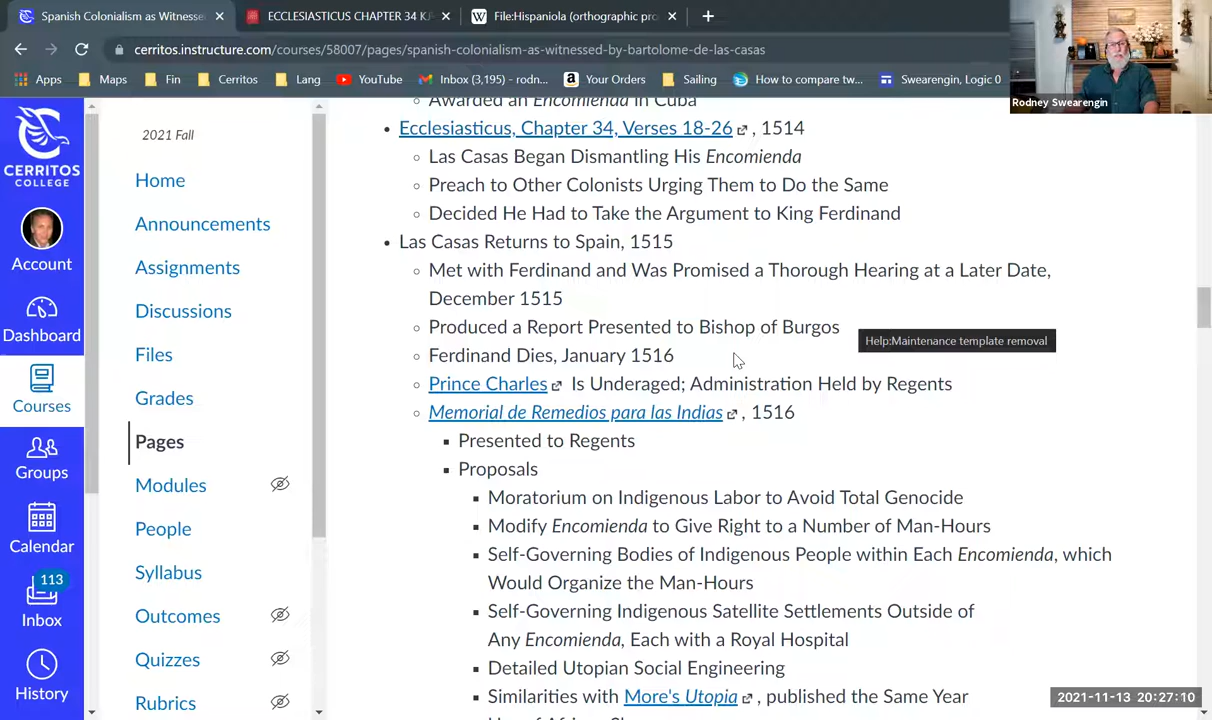 Spanish Colonialism as Witnesse
ECCLESIASTICUS CHAPTER 34 KJ
File:Hispaniola (orthographic pro
cerritos.instructure.com/courses/58007/pages/spanish-colonialism-as-witnessed-by-bartolome-de-las-casas
Apps
Maps
Fin
Cerritos
Lang
YouTube
Inbox (3,195) - rodn...
Your Orders
Sailing
How to compare tw...
Swearengin, Logic 0
Rodney Swearengin
CERRITOS
COLLEGE
Account
Dashboard
Courses
Groups
Calendar
113
Inbox
History
2021 Fall
Home
Announcements
Assignments
Discussions
Files
Grades
Pages
Modules
People
Syllabus
Outcomes
Quizzes
Rubrics
Awarded an Encomienda in Cuba
Ecclesiasticus, Chapter 34, Verses 18-26 , 1514
Las Casas Began Dismantling His Encomienda
Preach to Other Colonists Urging Them to Do the Same
Decided He Had to Take the Argument to King Ferdinand
Las Casas Returns to Spain, 1515
Met with Ferdinand and Was Promised a Thorough Hearing at a Later Date,
December 1515
Produced a Report Presented to Bishop of Burgos
Help:Maintenance template removal
Ferdinand Dies, January 1516
Prince Charles Is Underaged; Administration Held by Regents
Memorial de Remedios para las Indias , 1516
Presented to Regents
Proposals
Moratorium on Indigenous Labor to Avoid Total Genocide
Modify Encomienda to Give Right to a Number of Man-Hours
Self-Governing Bodies of Indigenous People within Each Encomienda, which
Would Organize the Man-Hours
Self-Governing Indigenous Satellite Settlements Outside of
Any Encomienda, Each with a Royal Hospital
Detailed Utopian Social Engineering
Similarities with More's Utopia , published the Same Year
2021-11-13 20:27:10